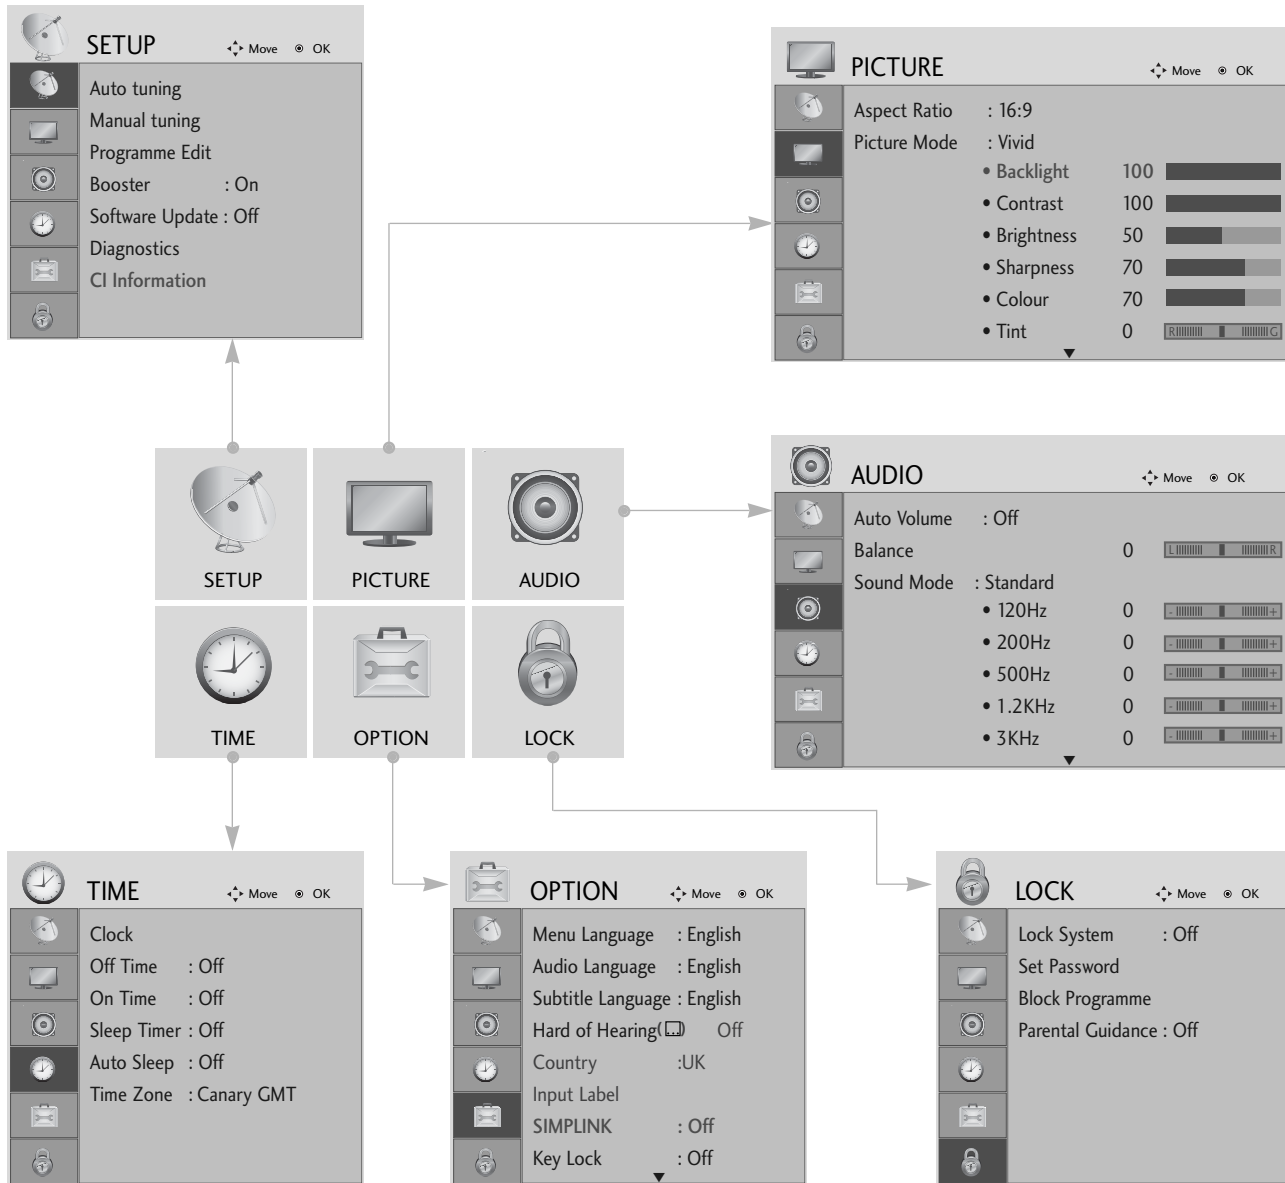 SETUP Move OK
Auto tuning
Manual tuning
Programme Edit
Booster : On
Software Update : Off
Diagnostics
CI Information
PICTURE Move OK
Aspect Ratio : 16:9
Picture Mode : Vivid
• Backlight 100
• Contrast 100
• Brightness 50
• Sharpness 70
• Colour 70
• Tint 0 R G
SETUP PICTURE AUDIO
TIME OPTION LOCK
AUDIO Move OK
Auto Volume : Off
Balance 0 L R
Sound Mode : Standard
• 120Hz 0 - +
• 200Hz 0 - +
• 500Hz 0 - +
• 1.2KHz 0 - +
• 3KHz 0 - +
TIME Move OK
Clock
Off Time : Off
On Time : Off
Sleep Timer : Off
Auto Sleep : Off
Time Zone : Canary GMT
OPTION Move OK
Menu Language : English
Audio Language : English
Subtitle Language : English
Hard of Hearing( ) Off
Country :UK
Input Label
SIMPLINK : Off
Key Lock : Off
LOCK Move OK
Lock System : Off
Set Password
Block Programme
Parental Guidance : Off